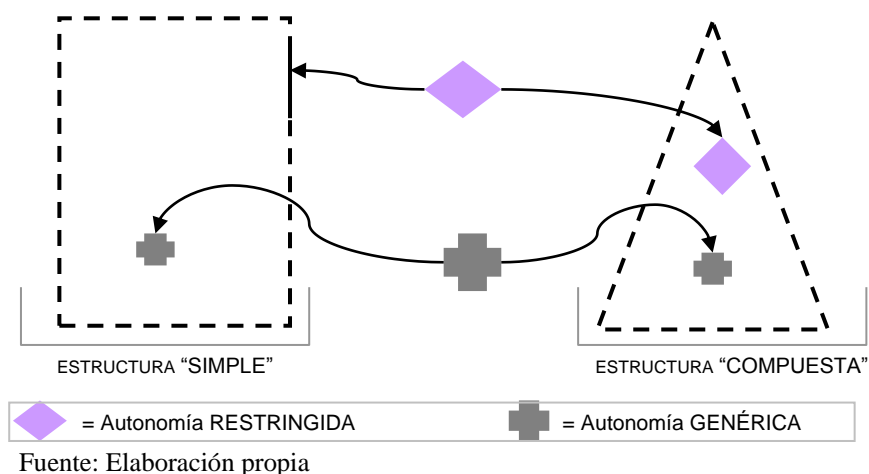 ESTRUCTURA “SIMPLE”
ESTRUCTURA “COMPUESTA”
= Autonomía RESTRINGIDA
= Autonomía GENÉRICA
Fuente: Elaboración propia